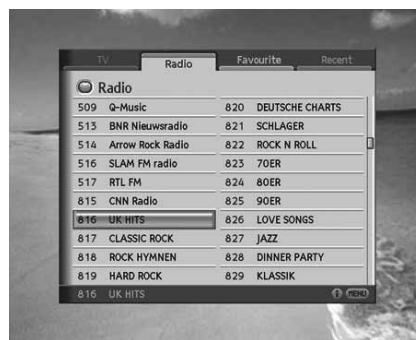 TV Radio Favourite Recent
Radio
509 Q-Music
513 BNR Nieuwsradio
514 Arrow Rock Radio
516 SLAM FM radio
517 RTL FM
815 CNN Radio
816 UK HITS
817 CLASSIC ROCK
818 ROCK HYMNEN
819 HARD ROCK
820 DEUTSCHE CHARTS
821 SCHLAGER
822 ROCK N ROLL
823 70ER
824 80ER
825 90ER
826 LOVE SONGS
827 JAZZ
828 DINNER PARTY
829 KLASSIK
816 UK HITS i MENU